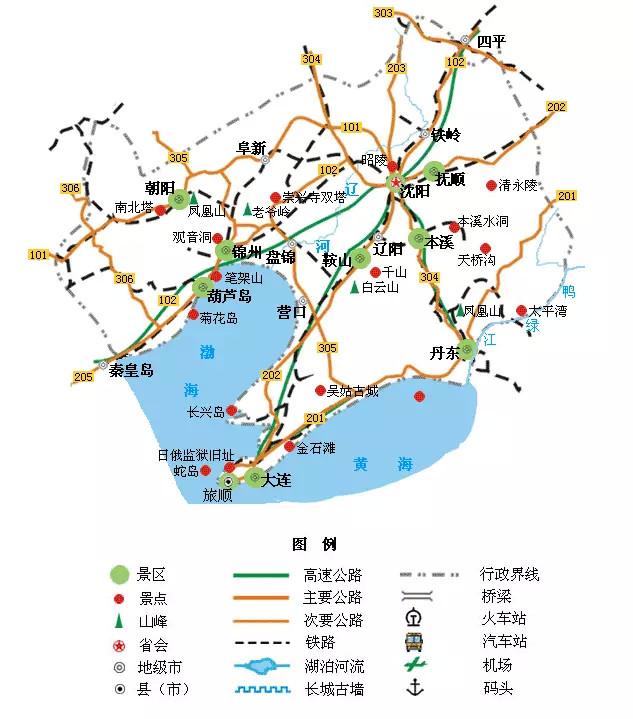 303
四平
102
304
203
202
101
铁岭
阜新
305
昭陵
102
沈阳
抚顺
清永陵
306
朝阳
凤凰山
南北塔
崇兴寺双塔
老爷岭
辽
201
本溪水洞
观音洞
河
辽阳
本溪
101
锦州
盘锦
鞍山
天桥沟
306
笔架山
千山
304
白云山
鸭
102
葫芦岛
营口
凤凰山
太平湾
绿
菊花岛
江
渤
305
丹东
秦皇岛
205
海
202
吴姑古城
长兴岛
201
日俄监狱旧址
金石滩
蛇岛
大连
黄海
旅顺
图 例
景区
高速公路
行政界线
景点
主要公路
桥梁
山峰
次要公路
火车站
省会
铁路
汽车站
地级市
湖泊河流
机场
县（市）
长城古墙
码头